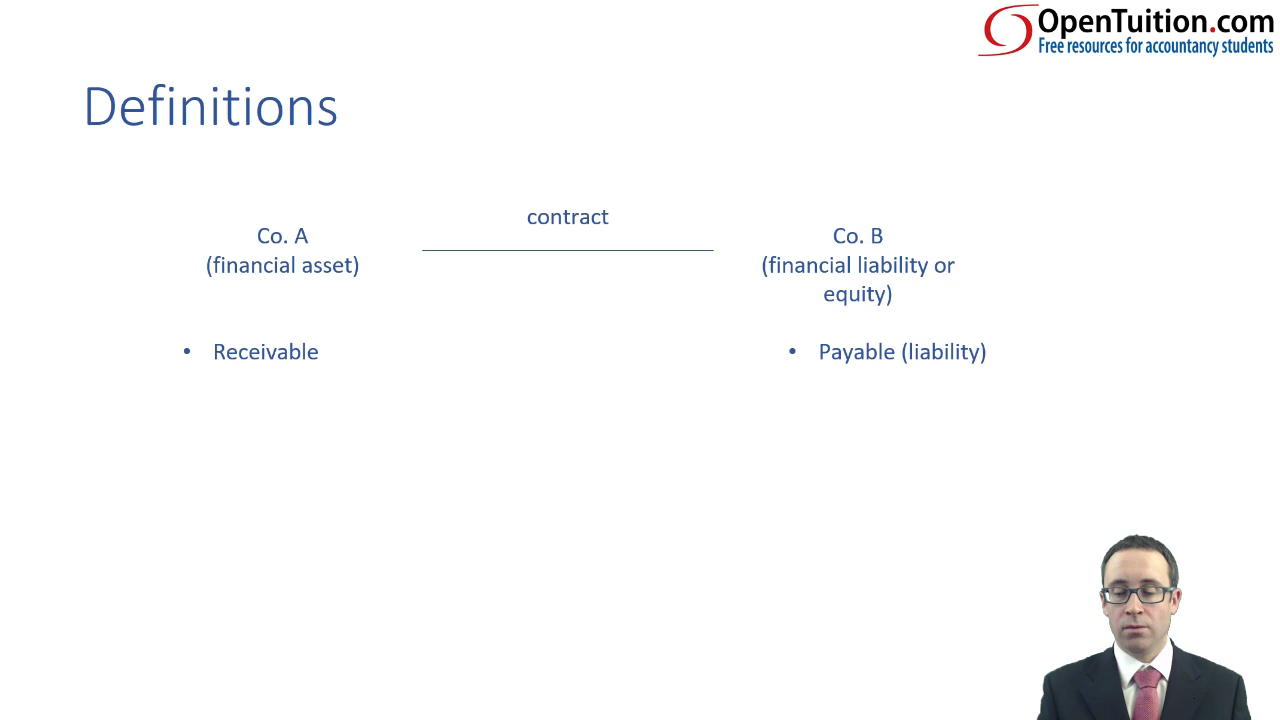 OpenTuition.com
Free resources for accountancy students
Definitions
contract
Co. A
(financial asset)
Co. B
(financial liability or
equity)
• Receivable
• Payable (liability)